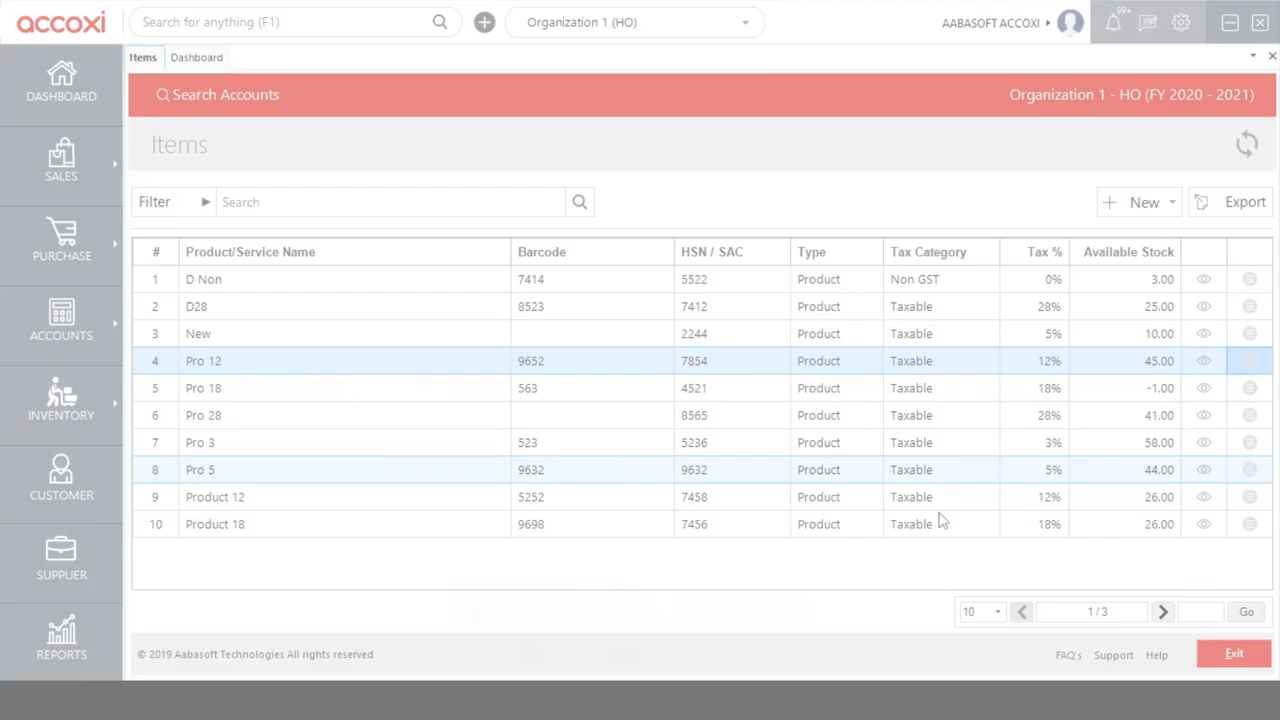 accoxi
Search for anything (F1)
Organization 1 (HO)
AABASOFT ACCOXI
99+
Items
Dashboard
DASHBOARD
SALES
PURCHASE
ACCOUNTS
INVENTORY
CUSTOMER
SUPPLIER
REPORTS
Search Accounts
Organization 1 - HO (FY 2020 - 2021)
Items
Filter
Search
New
Export
# Product/Service Name Barcode HSN / SAC Type Tax Category Tax % Available Stock
1 D Non 7414 5522 Product Non GST 0% 3.00
2 D28 8523 7412 Product Taxable 28% 25.00
3 New 2244 Product Taxable 5% 10.00
4 Pro 12 9652 7854 Product Taxable 12% 45.00
5 Pro 18 563 4521 Product Taxable 18% -1.00
6 Pro 28 8565 Product Taxable 28% 41.00
7 Pro 3 523 5236 Product Taxable 3% 58.00
8 Pro 5 9632 9632 Product Taxable 5% 44.00
9 Product 12 5252 7458 Product Taxable 12% 26.00
10 Product 18 9698 7456 Product Taxable 18% 26.00
10
1 / 3
Go
© 2019 Aabasoft Technologies All rights reserved
FAQ's Support Help
Exit